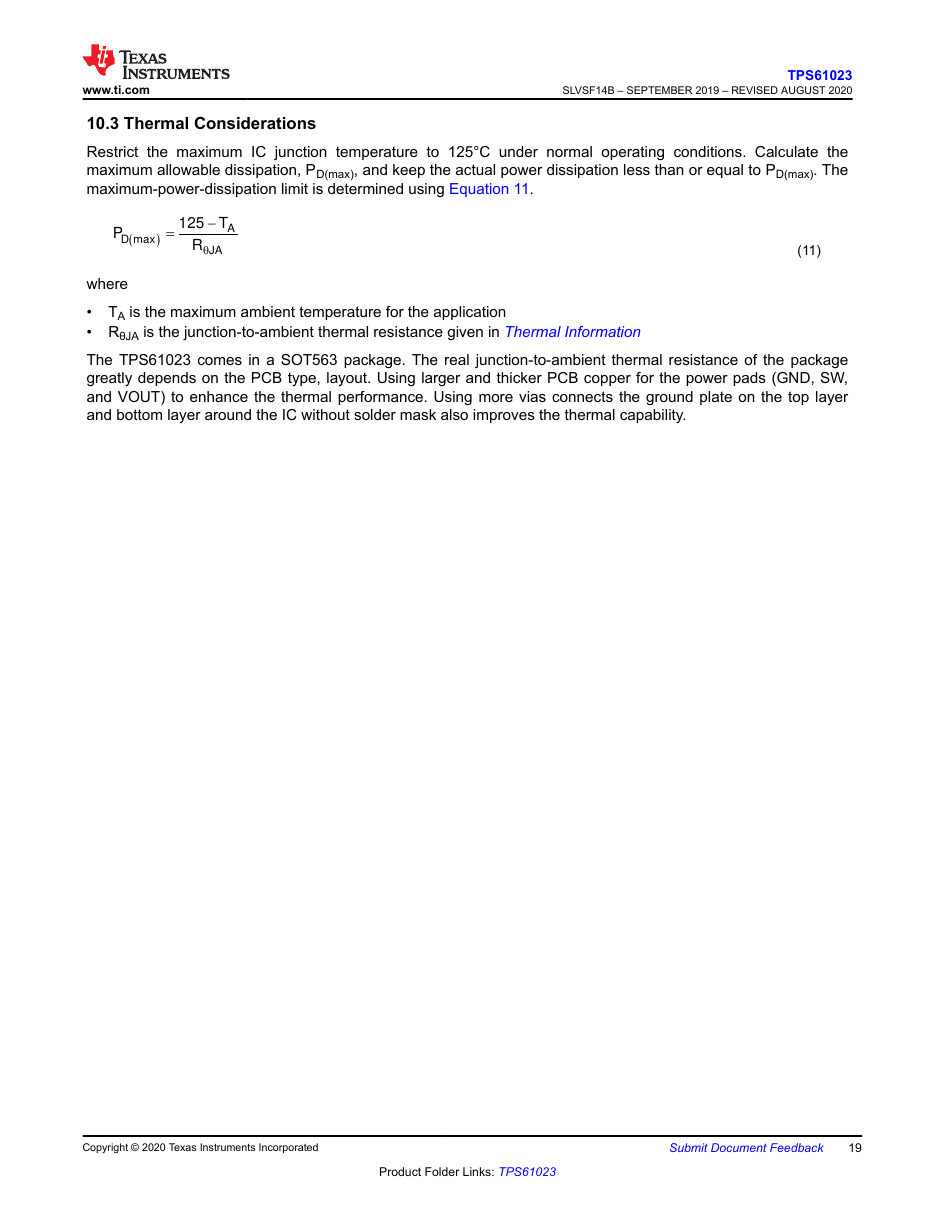 TEXAS
INSTRUMENTS
www.ti.com
TPS61023
SLVSF14B – SEPTEMBER 2019 – REVISED AUGUST 2020
10.3 Thermal Considerations
Restrict the maximum IC junction temperature to 125°C under normal operating conditions. Calculate the
maximum allowable dissipation, PD(max), and keep the actual power dissipation less than or equal to PD(max). The
maximum-power-dissipation limit is determined using Equation 11.
PD(max) = (125 – TA) / RθJA
(11)
where
• TA is the maximum ambient temperature for the application
• RθJA is the junction-to-ambient thermal resistance given in Thermal Information
The TPS61023 comes in a SOT563 package. The real junction-to-ambient thermal resistance of the package
greatly depends on the PCB type, layout. Using larger and thicker PCB copper for the power pads (GND, SW,
and VOUT) to enhance the thermal performance. Using more vias connects the ground plate on the top layer
and bottom layer around the IC without solder mask also improves the thermal capability.
Copyright © 2020 Texas Instruments Incorporated
Submit Document Feedback 19
Product Folder Links: TPS61023